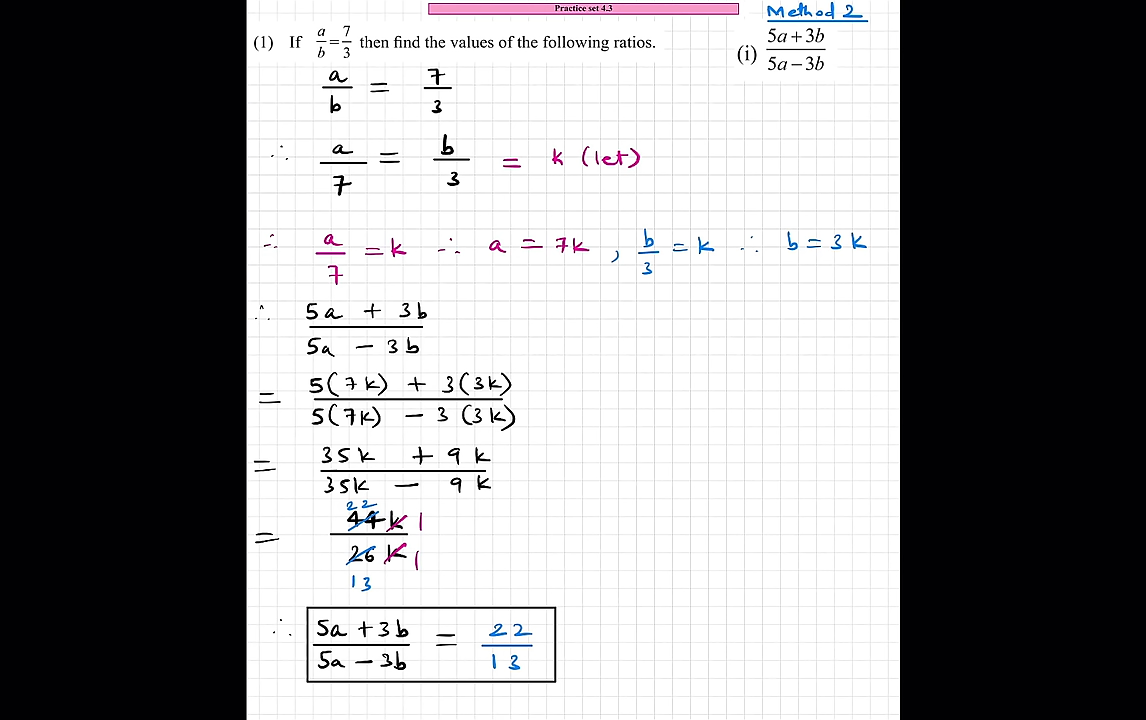 Practice set 4.3
Method 2
(1) If a/b = 7/3 then find the values of the following ratios.
(i) 5a+3b / 5a−3b
a/b = 7/3
∴ a/7 = b/3 = k (let)
∴ a/7 = k ∴ a = 7k , b/3 = k ∴ b = 3k
∴ 5a + 3b / 5a − 3b
= 5(7k) + 3(3k) / 5(7k) − 3(3k)
= 35k + 9k / 35k − 9k
22
= 44k 1 / 26k 1
13
∴ 5a + 3b / 5a − 3b = 22/13